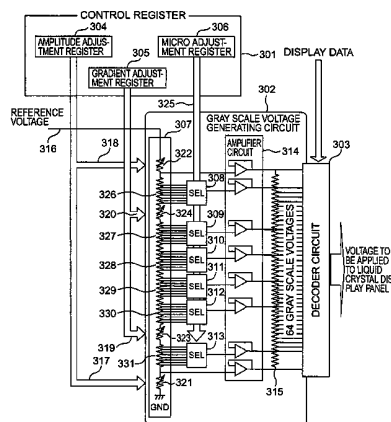 CONTROL REGISTER
304
306
AMPLITUDE ADJUST-
MENT REGISTER
MICRO ADJUST-
MENT REGISTER
305
301
GRADIENT ADJUST-
MENT REGISTER
DISPLAY DATA
325
302
REFERENCE
VOLTAGE
307
GRAY SCALE VOLTAGE
GENERATING CIRCUIT
316
318
AMPLIFIER
CIRCUIT
314
303
322
308
SEL
326
320
324
309
SEL
327
310
SEL
328
311
SEL
329
312
SEL
330
323
313
SEL
319
331
317
321
GND
315
64 GRAY SCALE VOLTAGES
DECODER CIRCUIT
VOLTAGE TO
BE APPLIED
TO LIQUID
CRYSTAL DIS-
PLAY PANEL